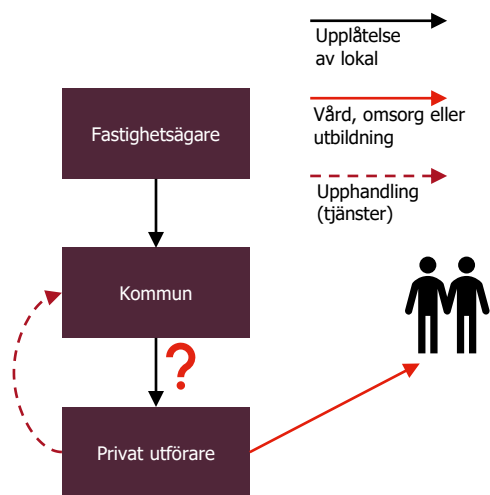 Upplåtelse
av lokal
Vård, omsorg eller
utbildning
Upphandling
(tjänster)
Fastighetsägare
Kommun
?
Privat utförare